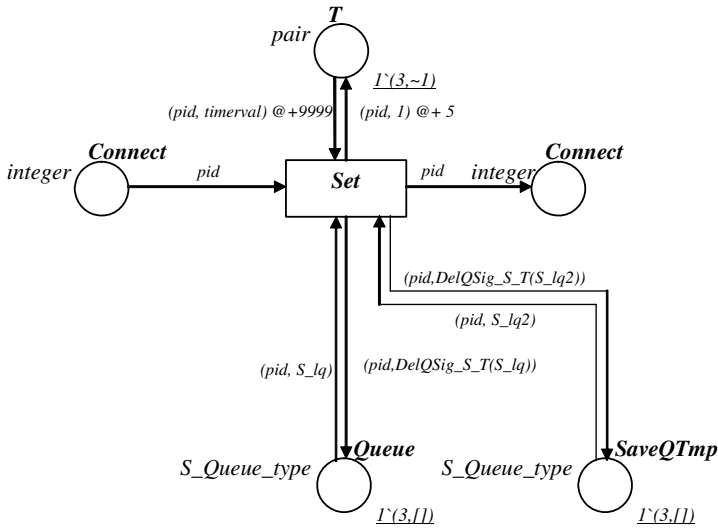 T
pair
1`(3,~1)
(pid, timerval) @+9999
(pid, 1) @+ 5
Connect
integer
pid
Set
pid
integer
Connect
(pid,DelQSig_S_T(S_lq2))
(pid, S_lq2)
(pid, S_lq)
(pid,DelQSig_S_T(S_lq))
Queue
S_Queue_type
1`(3,[])
SaveQTmp
S_Queue_type
1`(3,[])